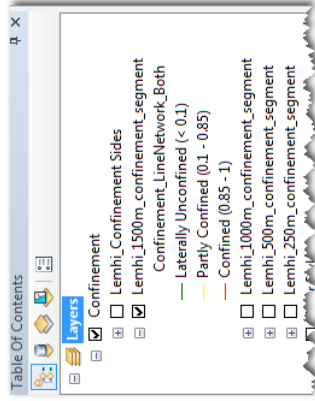 Table Of Contents
Layers
Confinement
Lemhi_Confinement Sides
Lemhi_1500m_confinement_segment
Confinement_LineNetwork_Both
Laterally Unconfined (< 0.1)
Partly Confined (0.1 - 0.85)
Confined (0.85 - 1)
Lemhi_1000m_confinement_segment
Lemhi_500m_confinement_segment
Lemhi_250m_confinement_segment